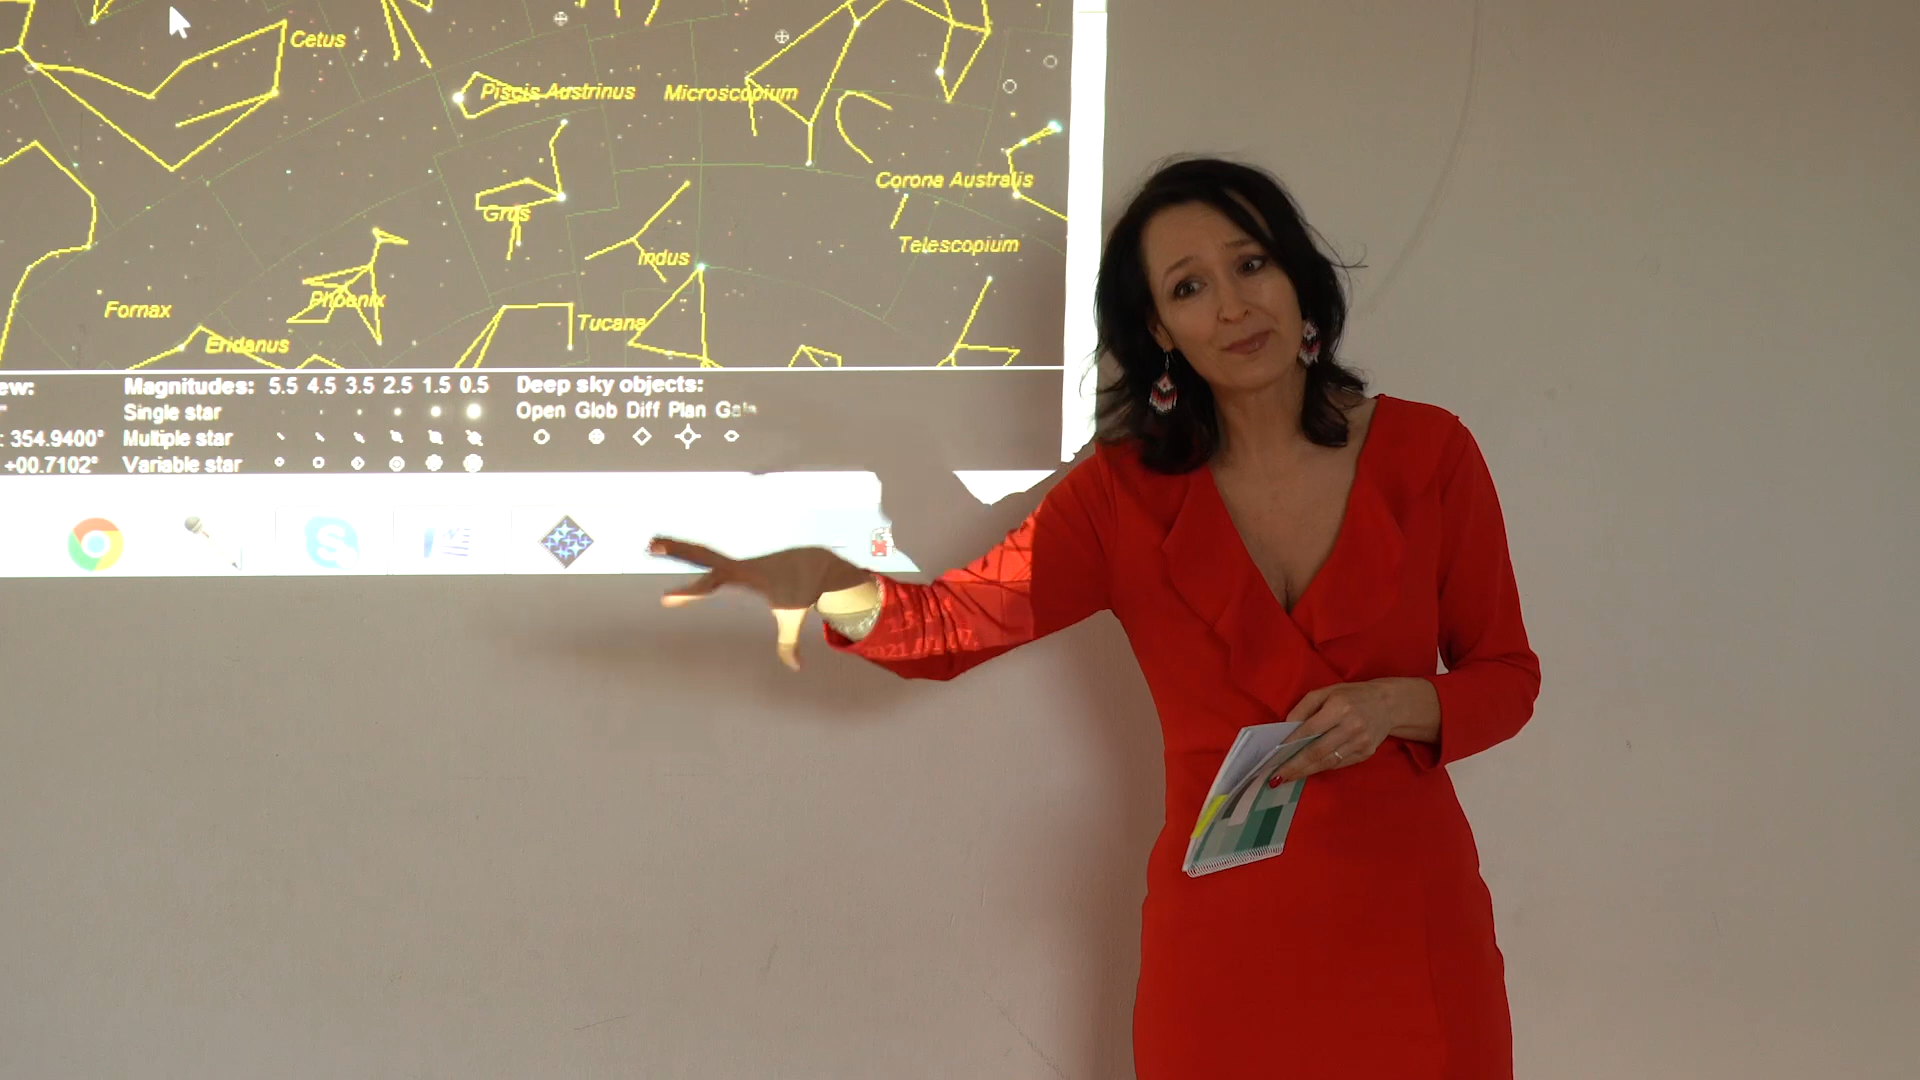 Cetus
Piscis Austrinus
Microscopium
Corona Australis
Grus
Telescopium
Indus
Phoenix
Fornax
Tucana
Eridanus
ew:
Magnitudes: 5.5 4.5 3.5 2.5 1.5 0.5
Deep sky objects:
Single star
Open Glob Diff Plan Gala
: 354.9400°
Multiple star
+00.7102°
Variable star